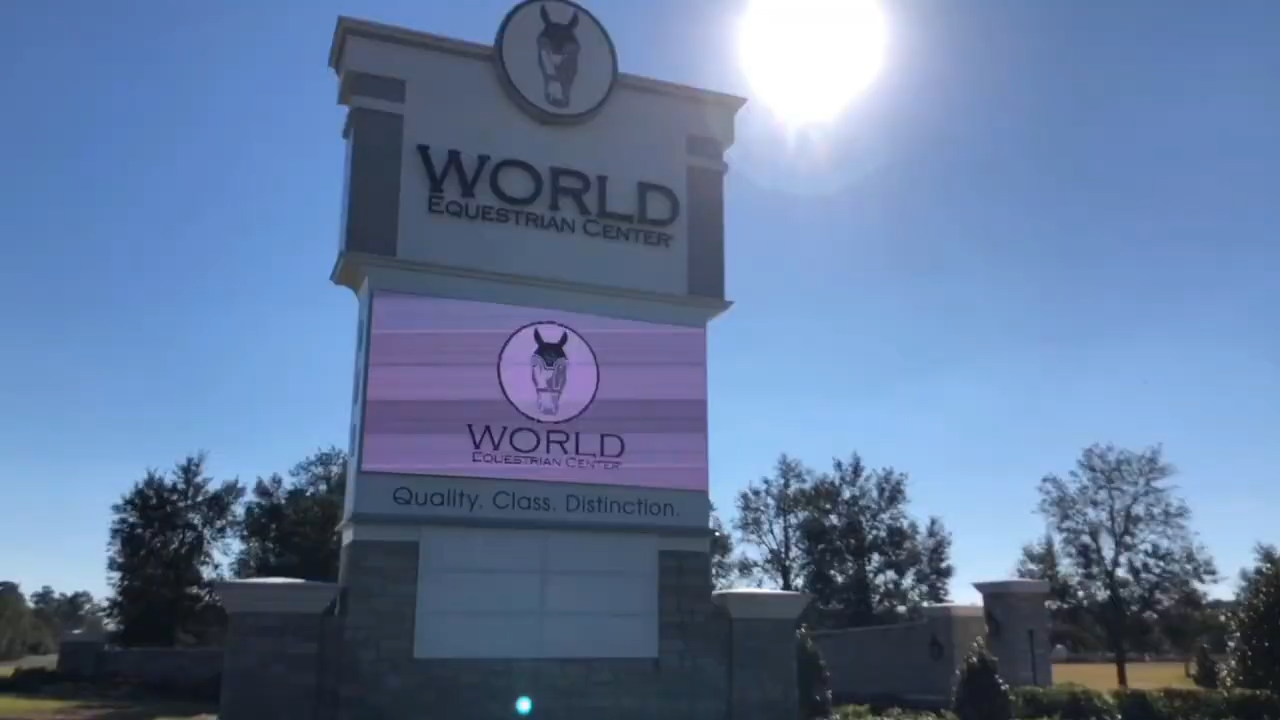 WORLD
EQUESTRIAN CENTER
WORLD
EQUESTRIAN CENTER
Quality. Class. Distinction.